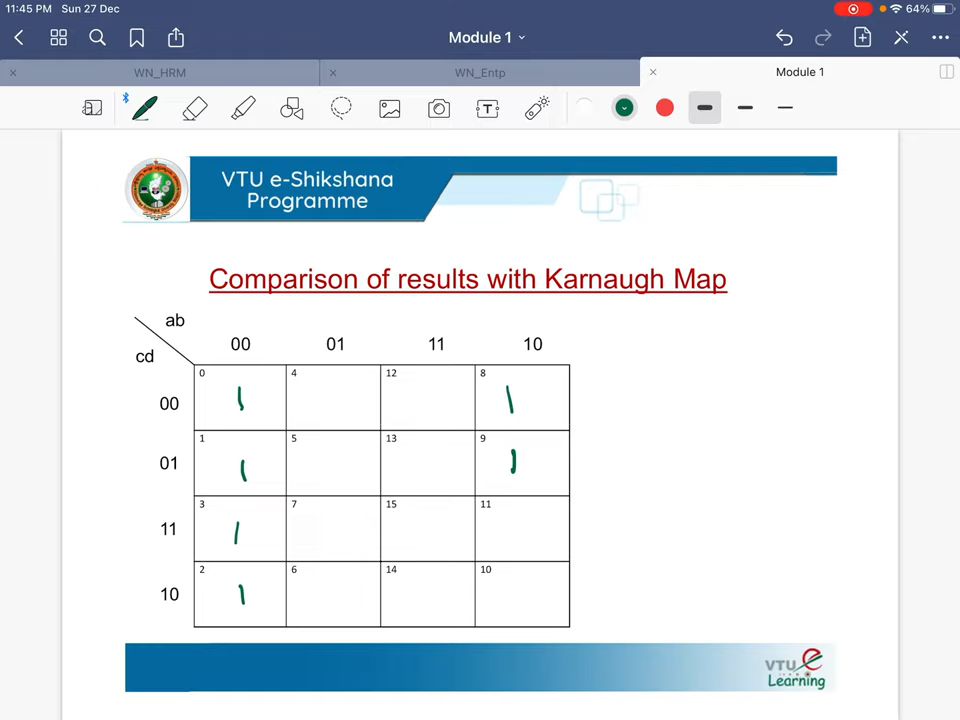 11:45 PM Sun 27 Dec
64%
Module 1
WN_HRM
WN_Entp
Module 1
T
VTU e-Shikshana
Programme
Comparison of results with Karnaugh Map
ab
cd
00 01 11 10
0 4 12 8
00 1 1
1 5 13 9
01 1 1
3 7 15 11
11 1
2 6 14 10
10 1
VTU e
Learning